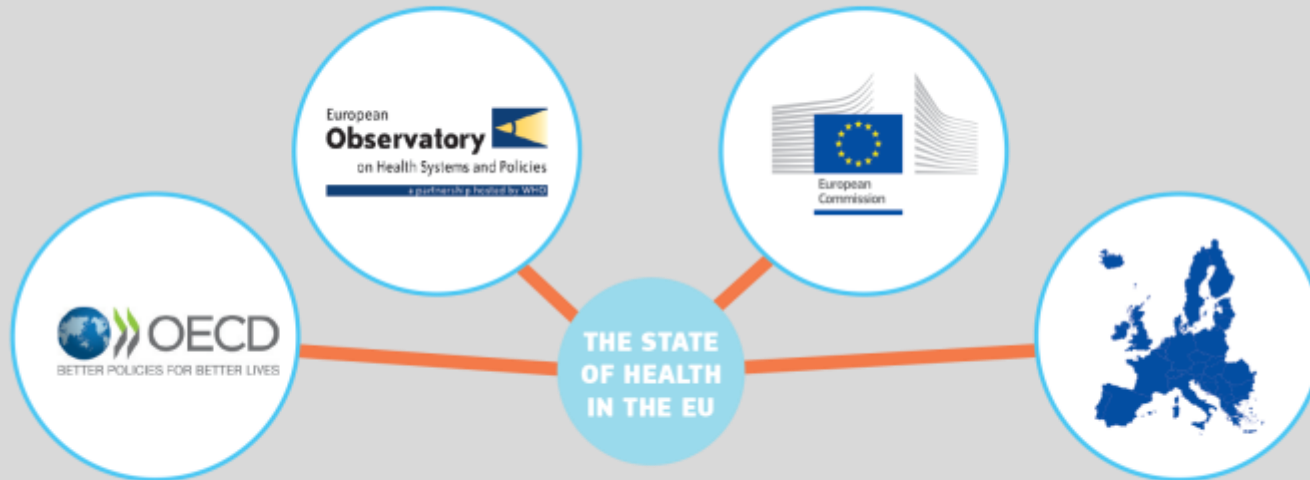 European
Observatory
on Health Systems and Policies
a partnership hosted by WHO
European
Commission
OECD
BETTER POLICIES FOR BETTER LIVES
THE STATE
OF HEALTH
IN THE EU